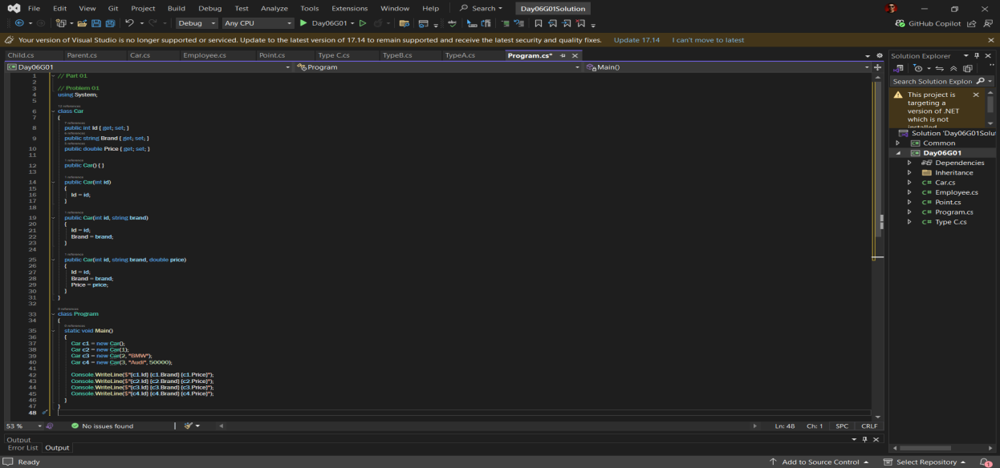 File Edit View Git Project Build Debug Test Analyze Tools Extensions Window Help Search Day06G01Solution
Debug Any CPU Day06G01 GitHub Copilot
Your version of Visual Studio is no longer supported or serviced. Update to the latest version of 17.14 to remain supported and receive the latest security and quality fixes. Update 17.14 I can't move to latest
Child.cs Parent.cs Car.cs Employee.cs Point.cs Type C.cs TypeB.cs TypeA.cs Program.cs*
Day06G01 Program Main()
1 // Part 01
2
3 // Problem 01
4 using System;
5
6 class Car
7 {
8 public int Id { get; set; }
9 public string Brand { get; set; }
10 public double Price { get; set; }
11
12 public Car() { }
13
14 public Car(int id)
15 {
16 Id = id;
17 }
18
19 public Car(int id, string brand)
20 {
21 Id = id;
22 Brand = brand;
23 }
24
25 public Car(int id, string brand, double price)
26 {
27 Id = id;
28 Brand = brand;
29 Price = price;
30 }
31 }
32
33 class Program
34 {
35 static void Main()
36 {
37 Car c1 = new Car();
38 Car c2 = new Car(1);
39 Car c3 = new Car(2, "BMW");
40 Car c4 = new Car(3, "Audi", 50000);
41
42 Console.WriteLine($"{c1.Id} {c1.Brand} {c1.Price}");
43 Console.WriteLine($"{c2.Id} {c2.Brand} {c2.Price}");
44 Console.WriteLine($"{c3.Id} {c3.Brand} {c3.Price}");
45 Console.WriteLine($"{c4.Id} {c4.Brand} {c4.Price}");
46 }
47 }
48
53 % No issues found Ln: 48 Ch: 1 SPC CRLF
Output
Error List Output
Solution Explorer
Search Solution Explor
This project is
targeting a
version of .NET
which is not
installed
Solution 'Day06G01Solu
Common
Day06G01
Dependencies
Inheritance
C# Car.cs
C# Employee.cs
C# Point.cs
C# Program.cs
C# Type C.cs
Ready Add to Source Control Select Repository 1